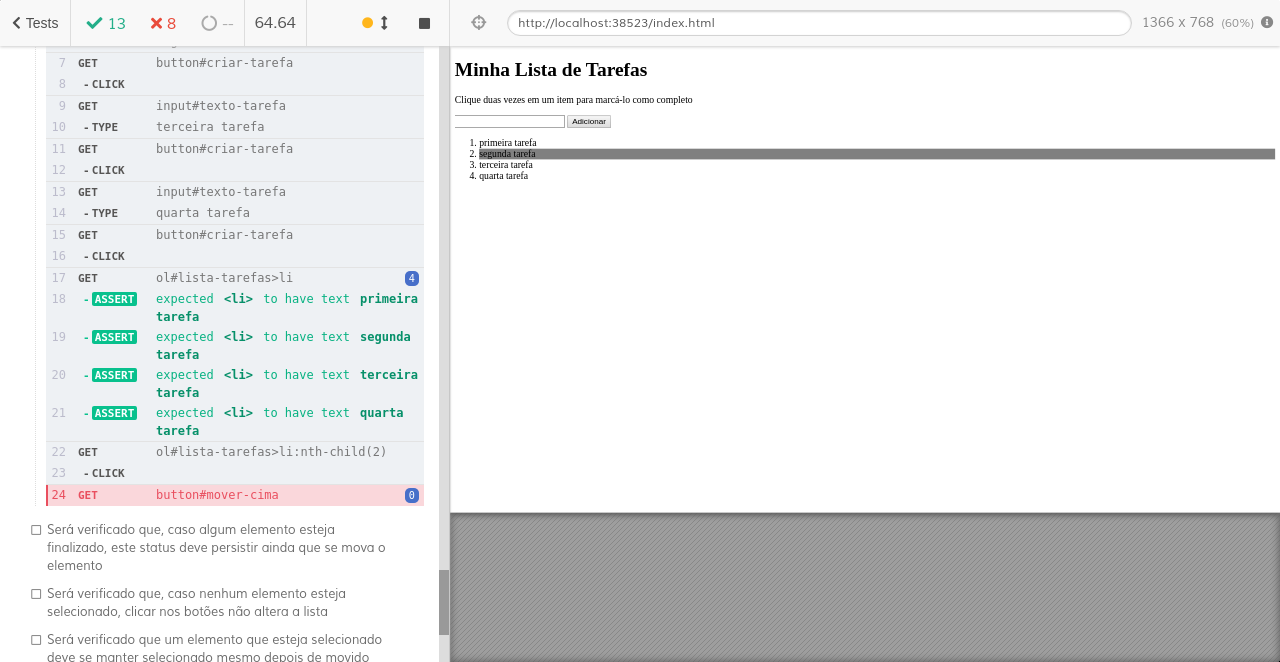 Tests 13 8 -- 64.64 http://localhost:38523/index.html 1366 x 768 (60%)
7 GET button#criar-tarefa
8 -CLICK
9 GET input#texto-tarefa
10 -TYPE terceira tarefa
11 GET button#criar-tarefa
12 -CLICK
13 GET input#texto-tarefa
14 -TYPE quarta tarefa
15 GET button#criar-tarefa
16 -CLICK
17 GET ol#lista-tarefas>li 4
18 -ASSERT expected <li> to have text primeira
tarefa
19 -ASSERT expected <li> to have text segunda
tarefa
20 -ASSERT expected <li> to have text terceira
tarefa
21 -ASSERT expected <li> to have text quarta
tarefa
22 GET ol#lista-tarefas>li:nth-child(2)
23 -CLICK
24 GET button#mover-cima 0
Será verificado que, caso algum elemento esteja
finalizado, este status deve persistir ainda que se mova o
elemento
Será verificado que, caso nenhum elemento esteja
selecionado, clicar nos botões não altera a lista
Será verificado que um elemento que esteja selecionado
deve se manter selecionado mesmo depois de movido
Minha Lista de Tarefas
Clique duas vezes em um item para marcá-lo como completo
Adicionar
1. primeira tarefa
2. segunda tarefa
3. terceira tarefa
4. quarta tarefa